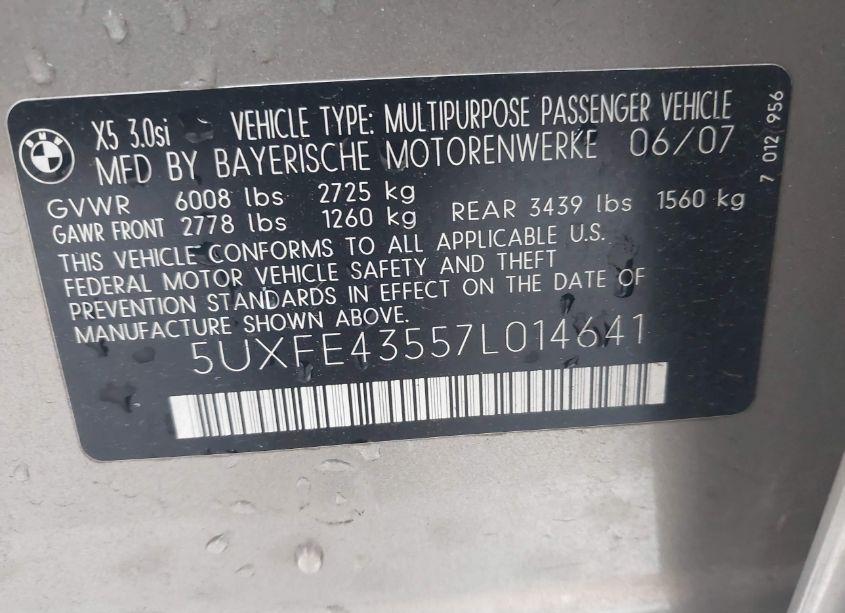 BMW
X5 3.0si VEHICLE TYPE: MULTIPURPOSE PASSENGER VEHICLE
MFD BY BAYERISCHE MOTORENWERKE 06/07
GVWR 6008 lbs 2725 kg
GAWR FRONT 2778 lbs 1260 kg REAR 3439 lbs 1560 kg
THIS VEHICLE CONFORMS TO ALL APPLICABLE U.S.
FEDERAL MOTOR VEHICLE SAFETY AND THEFT
PREVENTION STANDARDS IN EFFECT ON THE DATE OF
MANUFACTURE SHOWN ABOVE.
5UXFE43557L014641
7 012 956